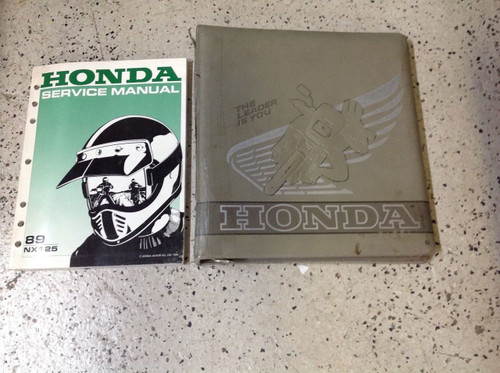 HONDA
SERVICE MANUAL
89
NX125
THE
LEADER
IS YOU
HONDA